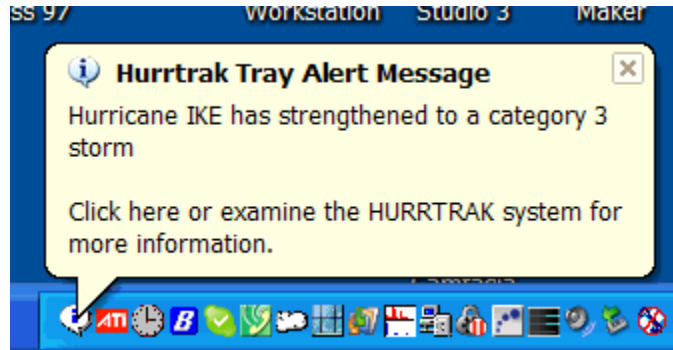 ss 97 Workstation Studio 3 Maker
Hurrtrak Tray Alert Message
Hurricane IKE has strengthened to a category 3
storm
Click here or examine the HURRTRAK system for
more information.
Camtasia
ATI
B